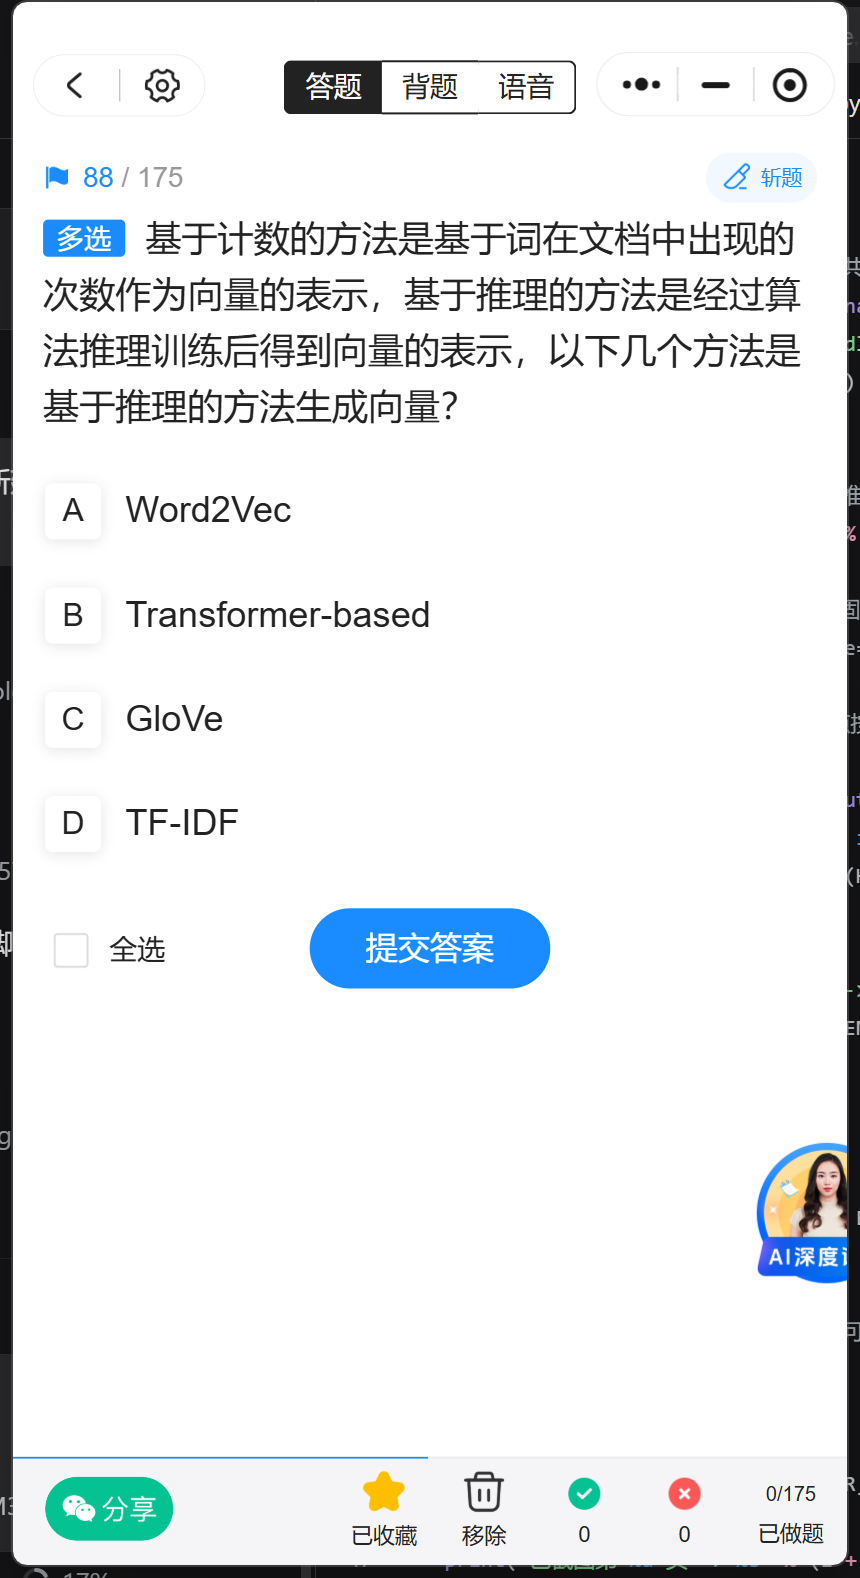 答题 背题 语音
88 / 175
斩题
多选 基于计数的方法是基于词在文档中出现的
次数作为向量的表示，基于推理的方法是经过算
法推理训练后得到向量的表示，以下几个方法是
基于推理的方法生成向量？
A Word2Vec
B Transformer-based
C GloVe
D TF-IDF
全选
提交答案
AI深度
分享
已收藏
移除
0
0
0/175
已做题
17%